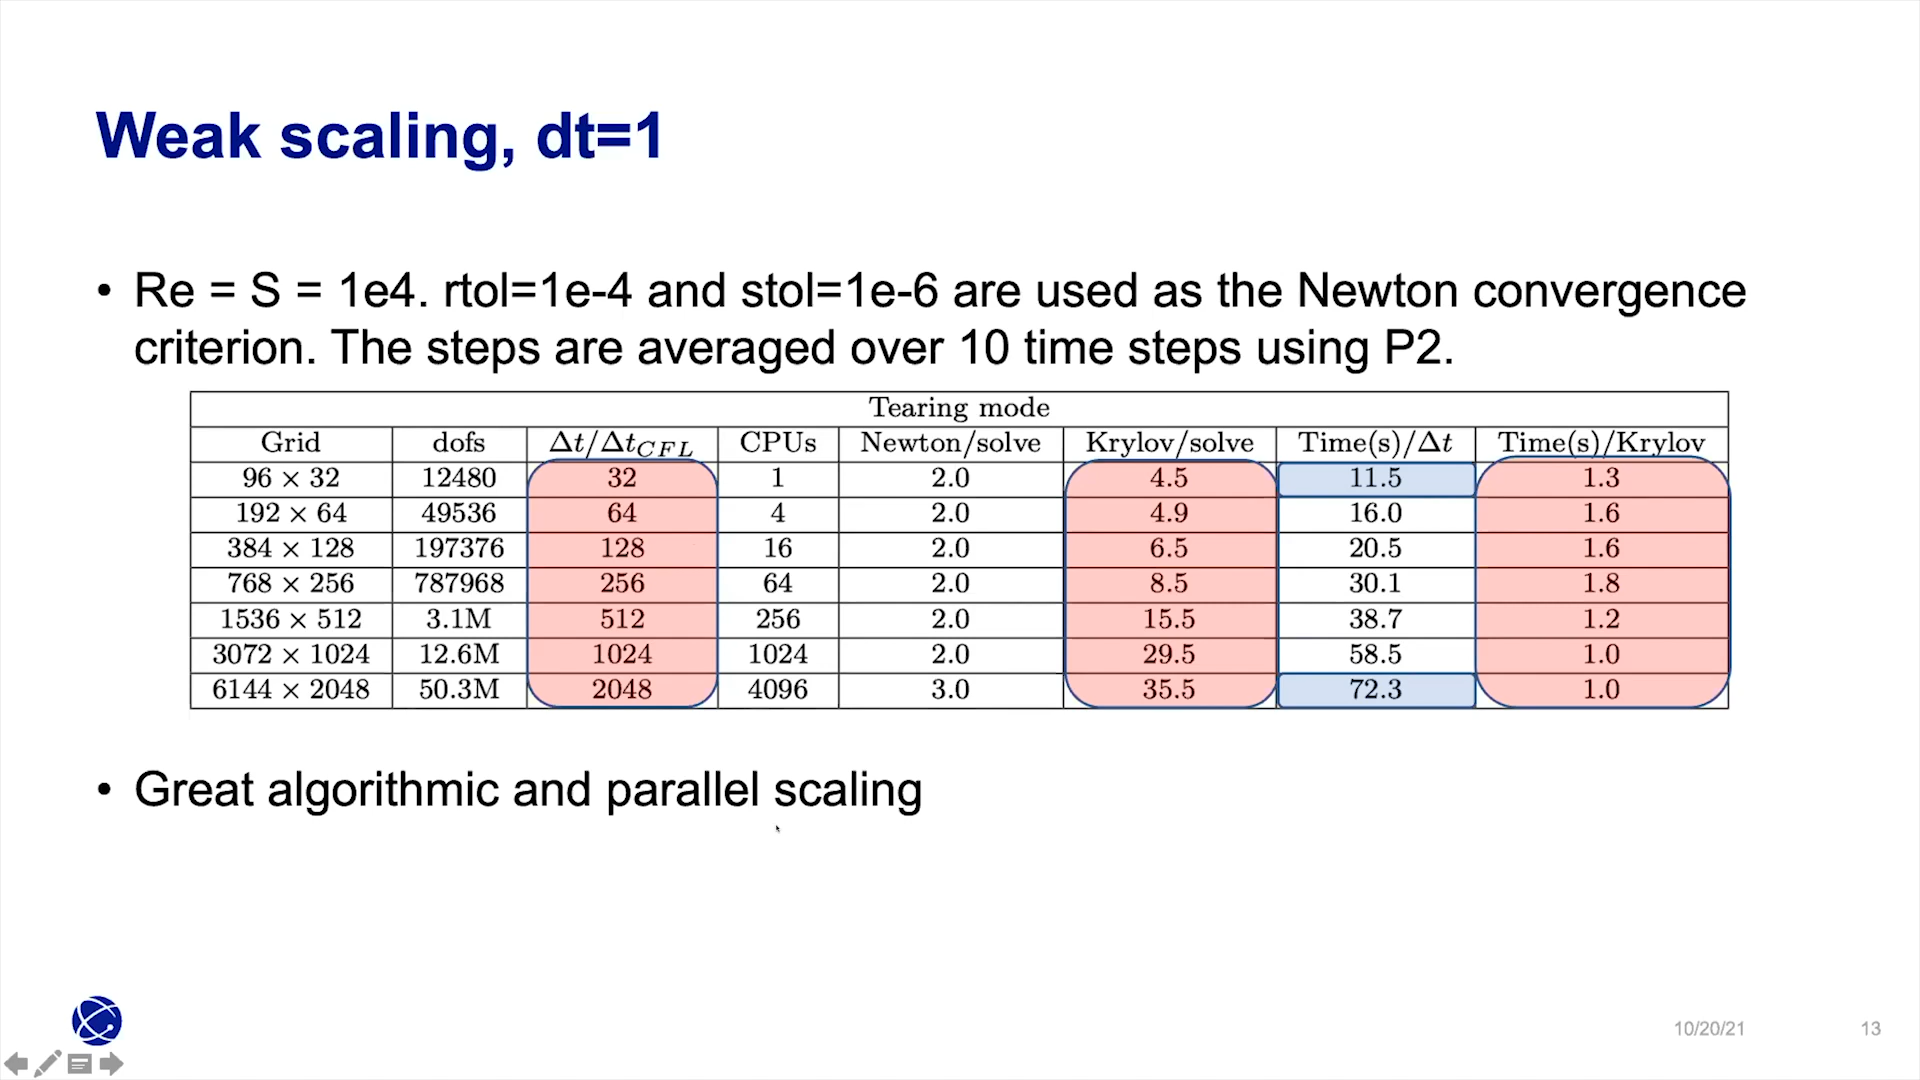 Weak scaling, dt=1
• Re = S = 1e4. rtol=1e-4 and stol=1e-6 are used as the Newton convergence
criterion. The steps are averaged over 10 time steps using P2.
Tearing mode
Grid dofs Δt/Δt_CFL CPUs Newton/solve Krylov/solve Time(s)/Δt Time(s)/Krylov
96 × 32 12480 32 1 2.0 4.5 11.5 1.3
192 × 64 49536 64 4 2.0 4.9 16.0 1.6
384 × 128 197376 128 16 2.0 6.5 20.5 1.6
768 × 256 787968 256 64 2.0 8.5 30.1 1.8
1536 × 512 3.1M 512 256 2.0 15.5 38.7 1.2
3072 × 1024 12.6M 1024 1024 2.0 29.5 58.5 1.0
6144 × 2048 50.3M 2048 4096 3.0 35.5 72.3 1.0
• Great algorithmic and parallel scaling
10/20/21 13